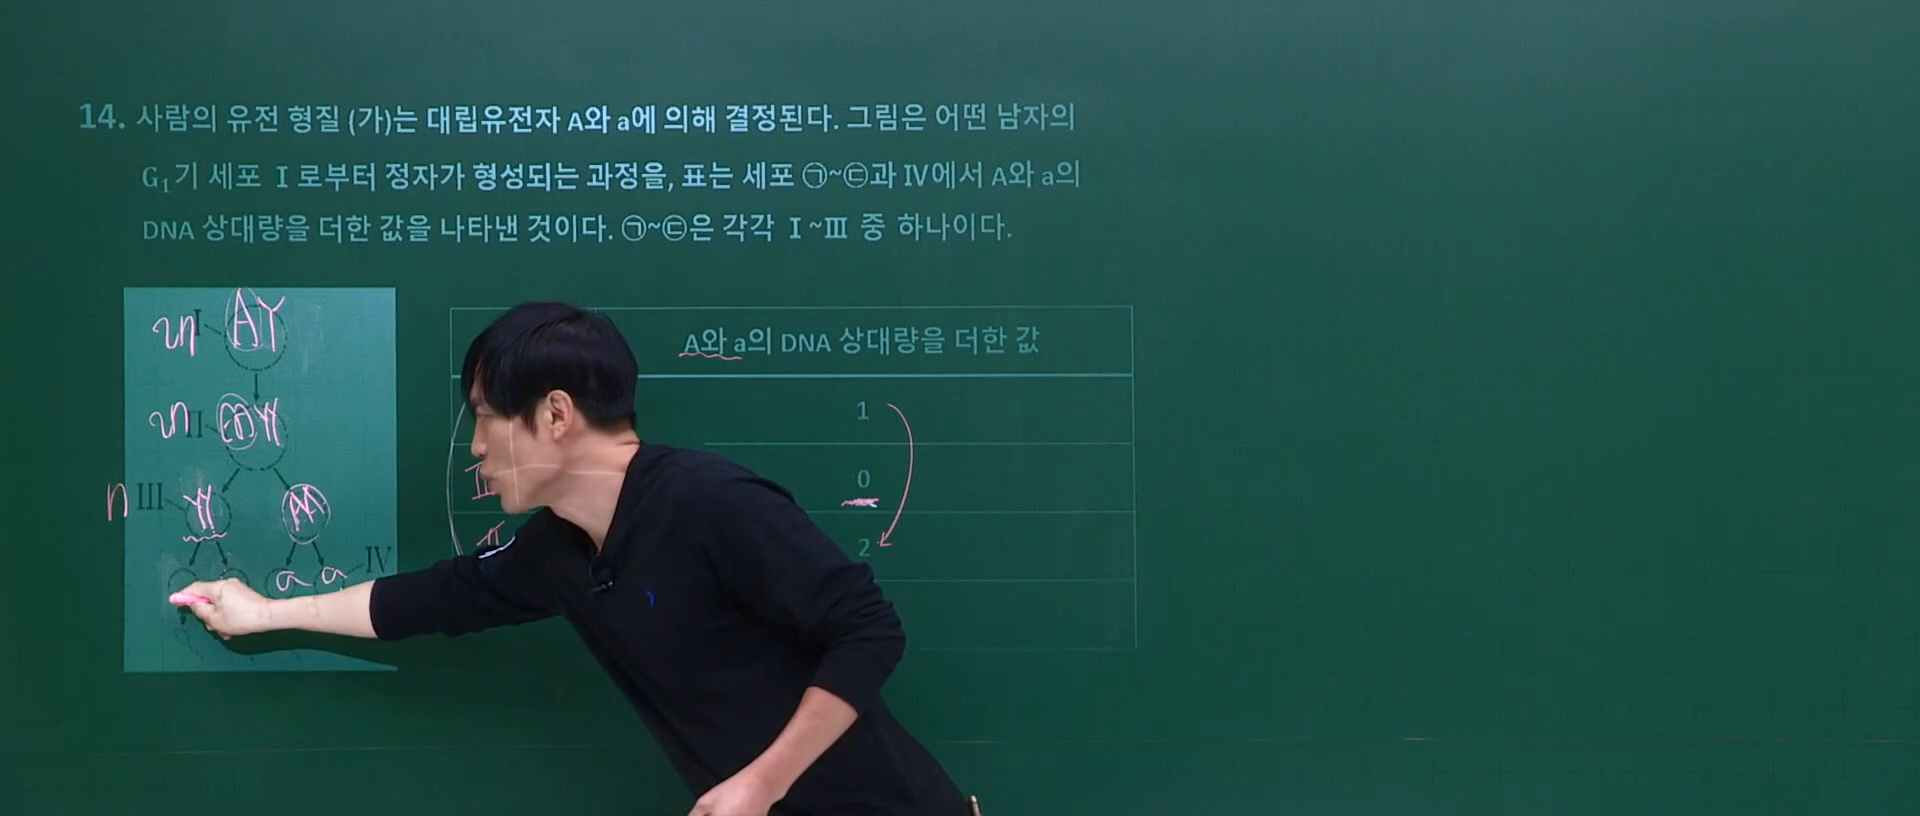 14. 사람의 유전 형질 (가)는 대립유전자 A와 a에 의해 결정된다. 그림은 어떤 남자의
G₁기 세포 Ⅰ로부터 정자가 형성되는 과정을, 표는 세포 ㉠~㉢과 Ⅳ에서 A와 a의
DNA 상대량을 더한 값을 나타낸 것이다. ㉠~㉢은 각각 Ⅰ~Ⅲ 중 하나이다.
2n Ⅰ AY
A와 a의 DNA 상대량을 더한 값
1
2n Ⅱ YY
0
n Ⅲ YY
2
a a Ⅳ